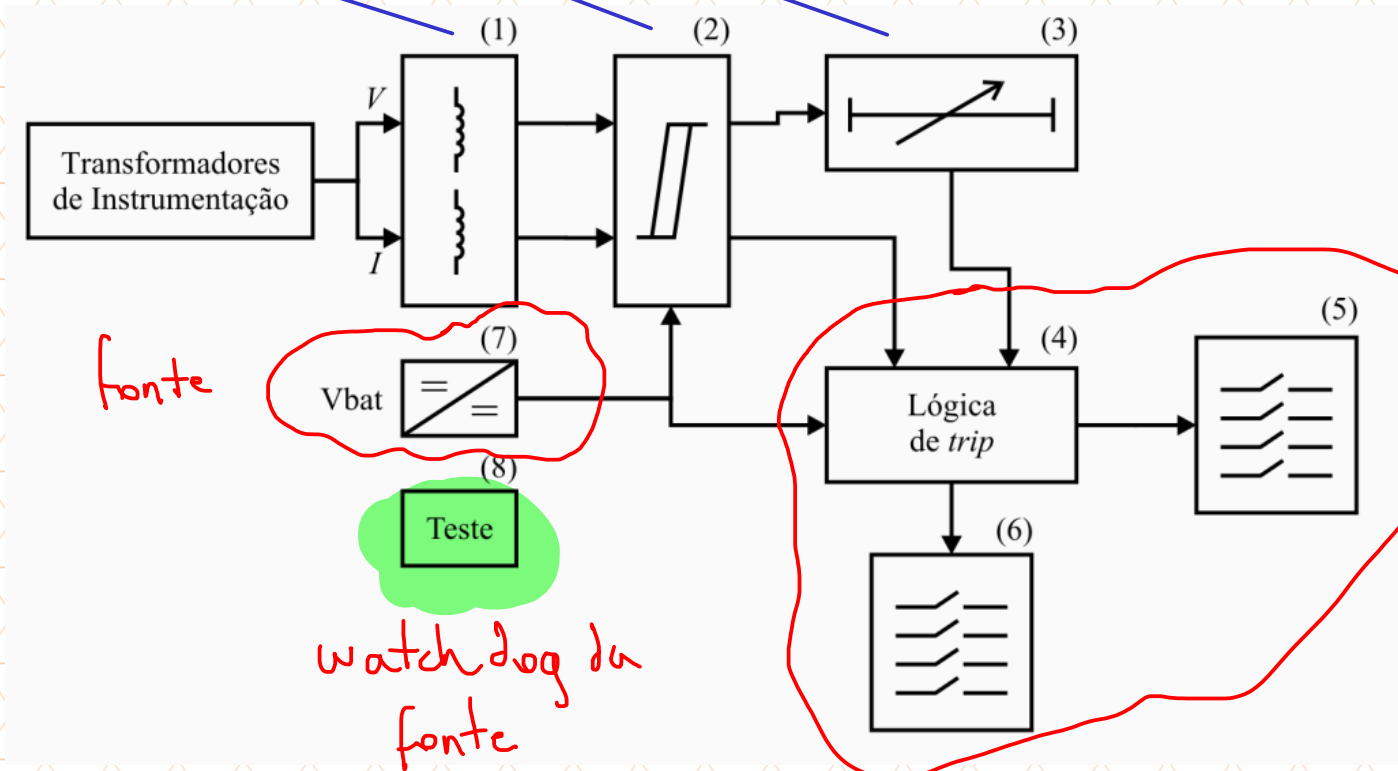 (1)
(2)
(3)
V
Transformadores
de Instrumentação
I
(7)
(4)
(5)
fonte
Vbat
Lógica
de trip
(8)
Teste
(6)
watchdog da
fonte